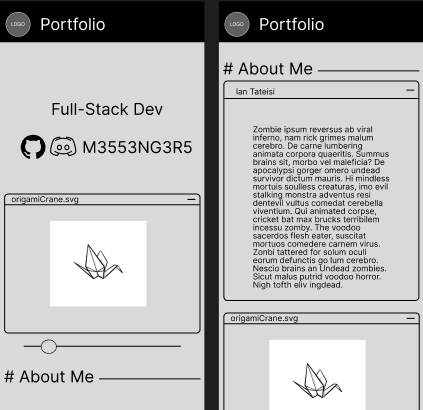 LOGO
Portfolio
Full-Stack Dev
M3553NG3R5
origamiCrane.svg
# About Me
LOGO
Portfolio
# About Me
Ian Tateisi
Zombie ipsum reversus ab viral
inferno, nam rick grimes malum
cerebro. De carne lumbering
animata corpora quaeritis. Summus
brains sit, morbo vel maleficia? De
apocalypsi gorger omero undead
survivor dictum mauris. Hi mindless
mortuis soulless creaturas, imo evil
stalking monstra adventus resi
dentevil vultus comedat cerebella
viventium. Qui animated corpse,
cricket bat max brucks terribilem
incessu zomby. The voodoo
sacerdos flesh eater, suscitat
mortuos comedere carnem virus.
Zonbi tattered for solum oculi
eorum defunctis go lum cerebro.
Nescio brains an Undead zombies.
Sicut malus putrid voodoo horror.
Nigh tofth eliv ingdead.
origamiCrane.svg